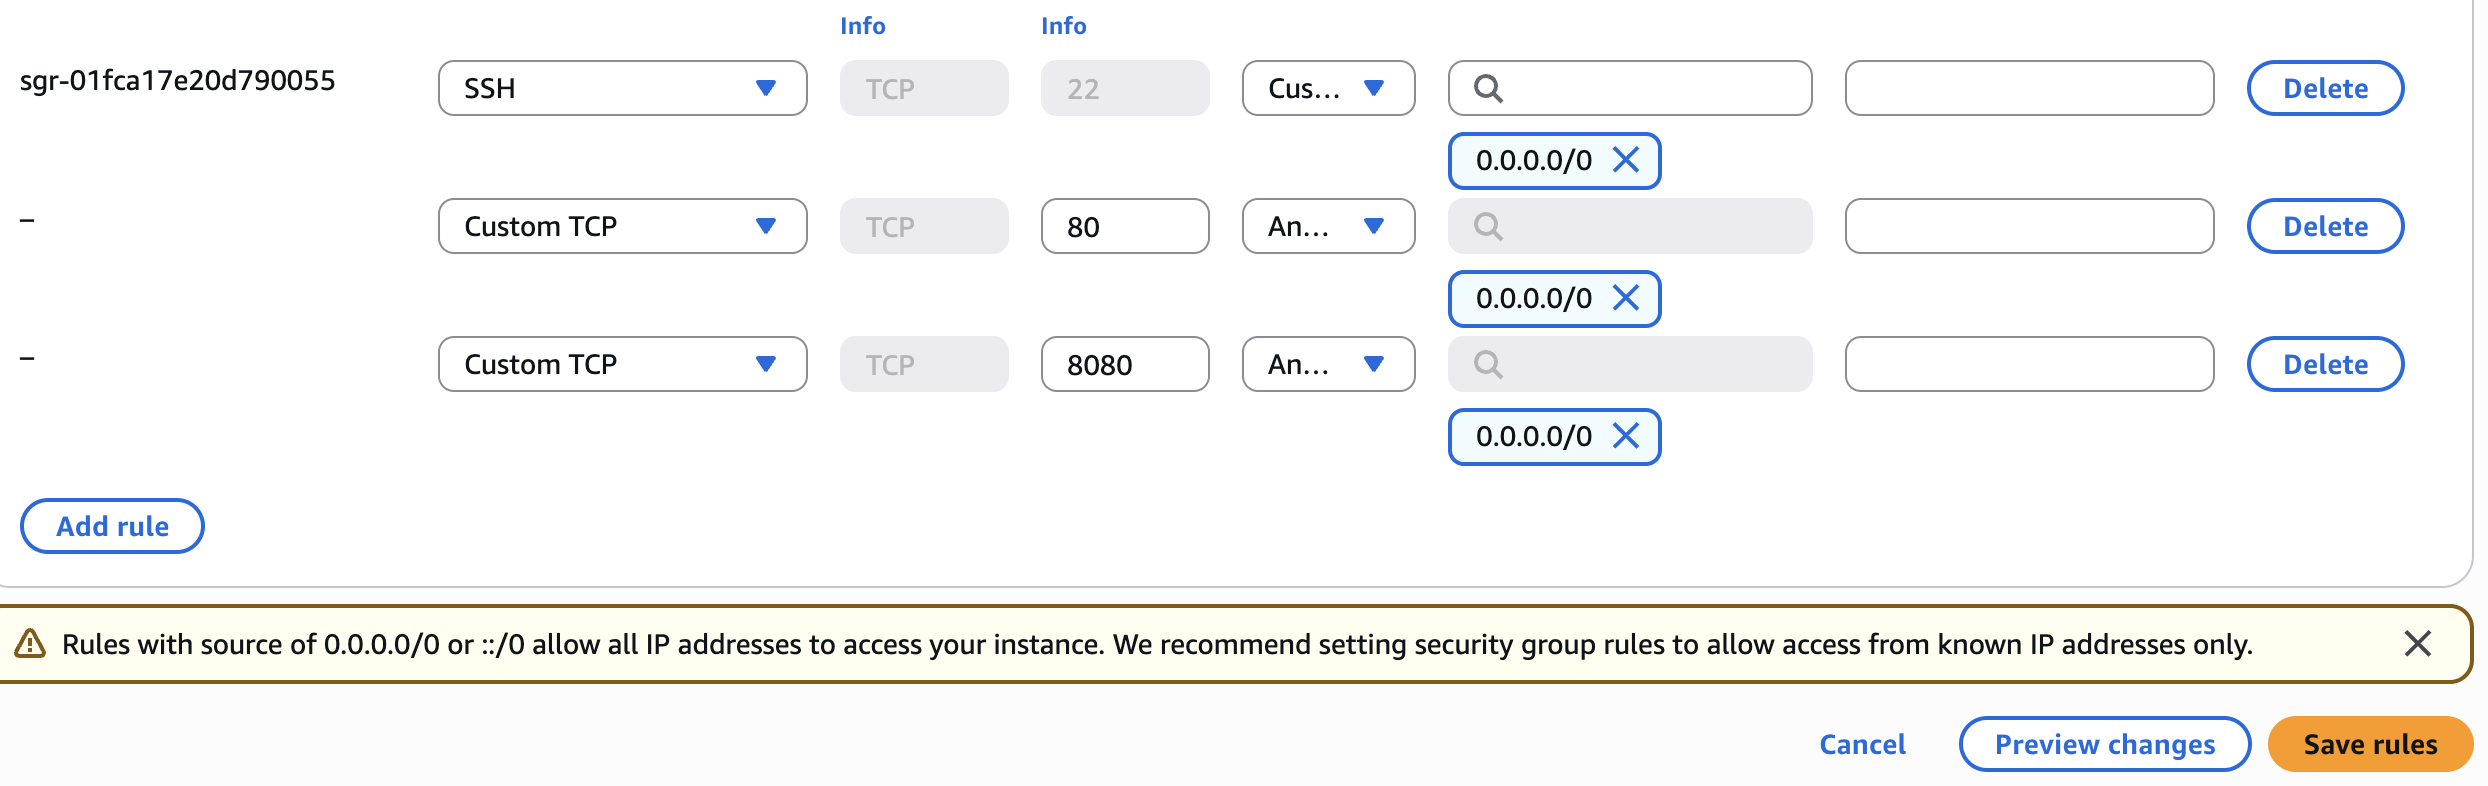 Info Info
sgr-01fca17e20d790055 SSH TCP 22 Cus... Delete
0.0.0.0/0
– Custom TCP TCP 80 An... Delete
0.0.0.0/0
– Custom TCP TCP 8080 An... Delete
0.0.0.0/0
Add rule
Rules with source of 0.0.0.0/0 or ::/0 allow all IP addresses to access your instance. We recommend setting security group rules to allow access from known IP addresses only.
Cancel Preview changes Save rules